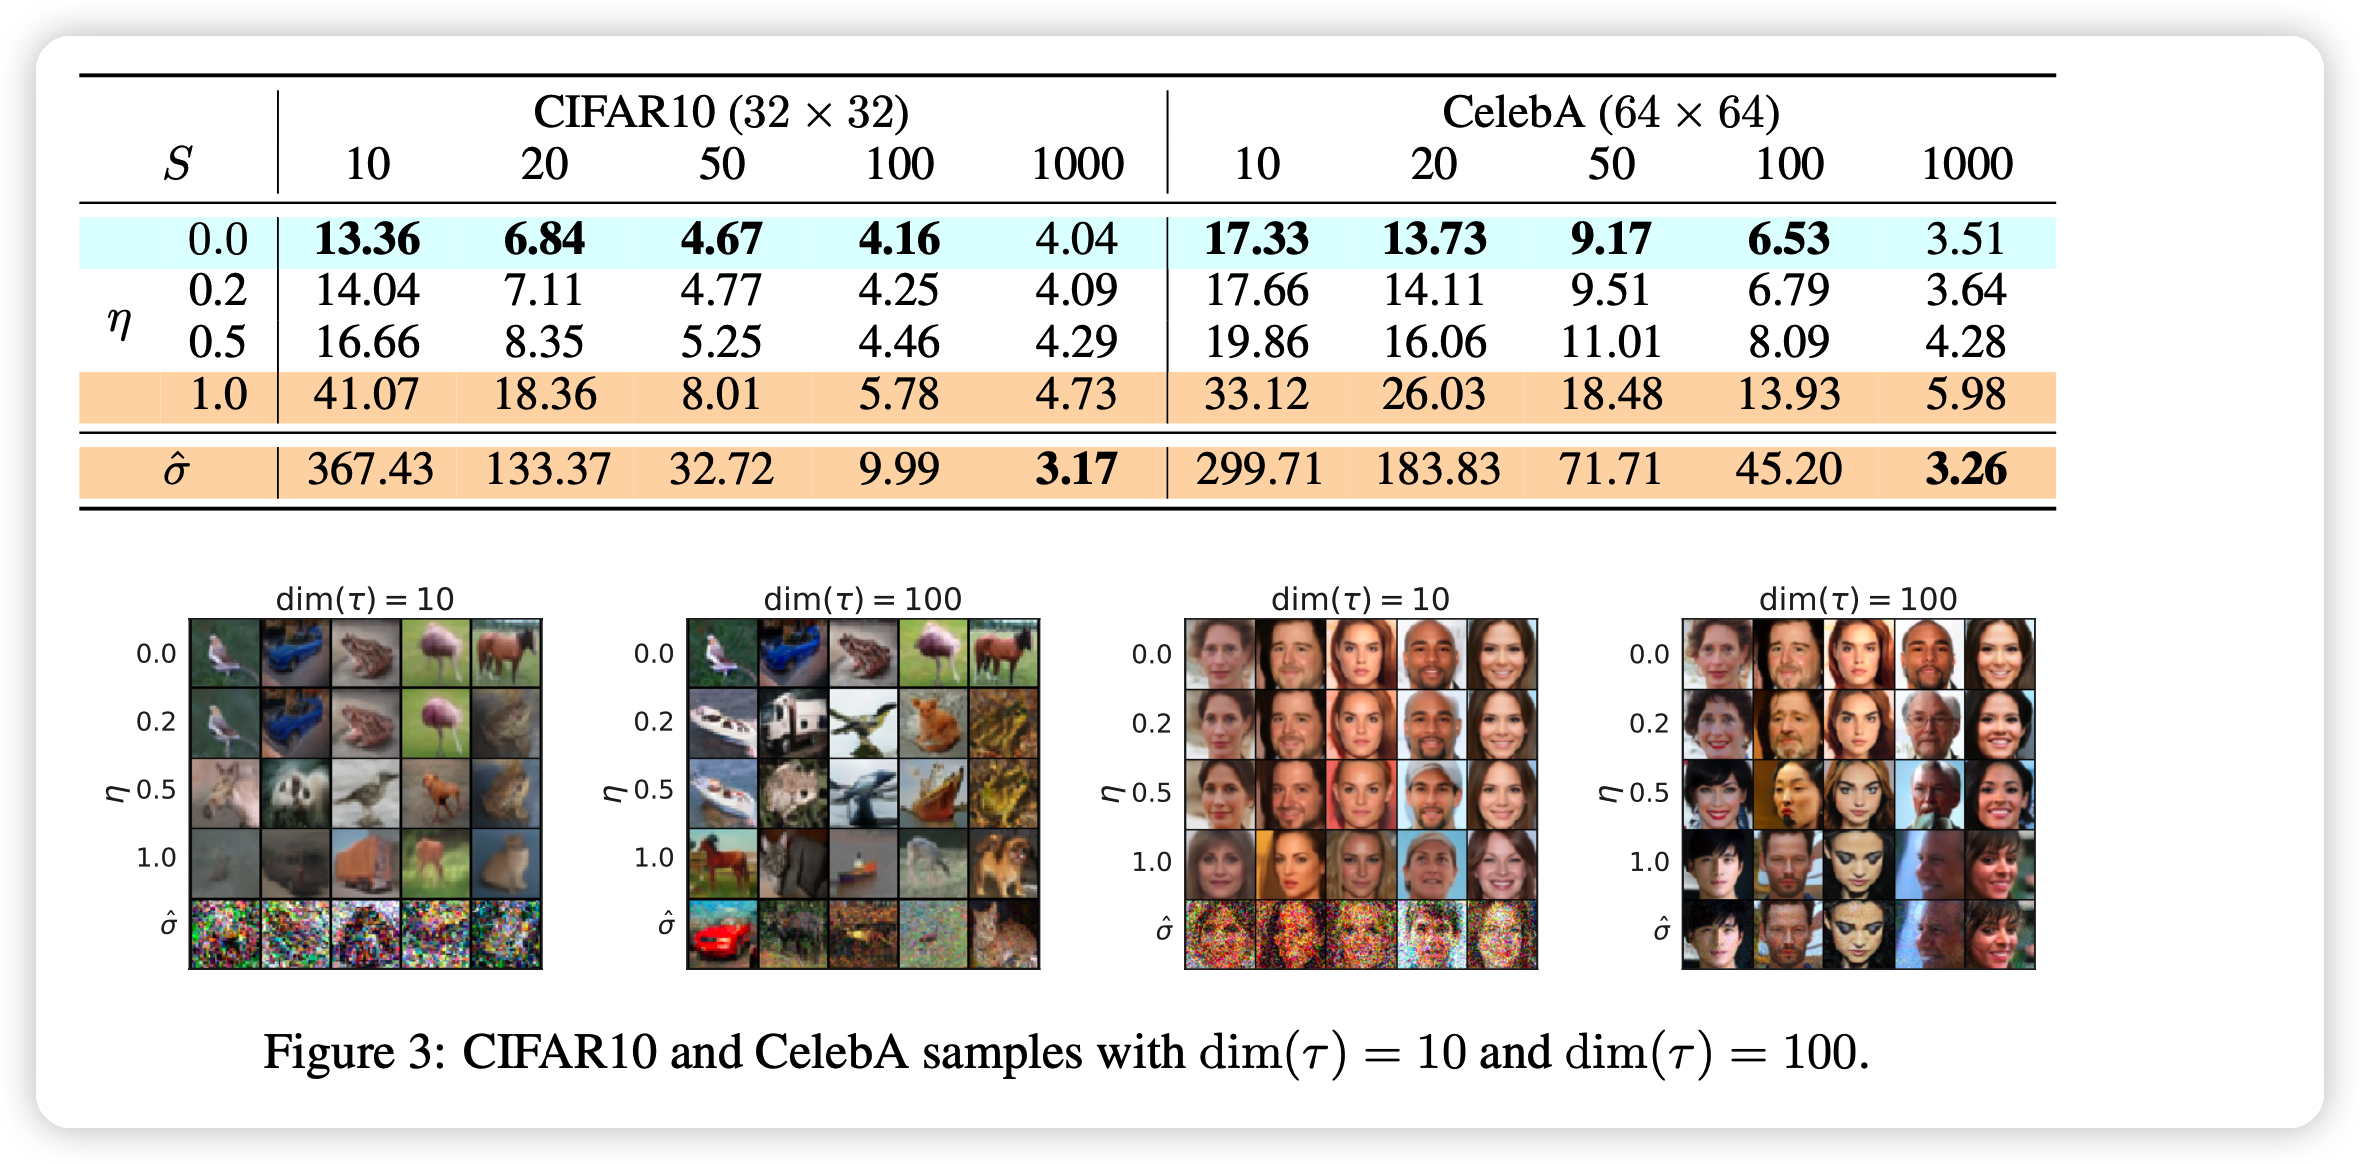 CIFAR10 (32 × 32) CelebA (64 × 64)
S 10 20 50 100 1000 10 20 50 100 1000
0.0 13.36 6.84 4.67 4.16 4.04 17.33 13.73 9.17 6.53 3.51
0.2 14.04 7.11 4.77 4.25 4.09 17.66 14.11 9.51 6.79 3.64
η
0.5 16.66 8.35 5.25 4.46 4.29 19.86 16.06 11.01 8.09 4.28
1.0 41.07 18.36 8.01 5.78 4.73 33.12 26.03 18.48 13.93 5.98
σ̂ 367.43 133.37 32.72 9.99 3.17 299.71 183.83 71.71 45.20 3.26
dim(τ) = 10
0.0
0.2
η 0.5
1.0
σ̂
dim(τ) = 100
0.0
0.2
η 0.5
1.0
σ̂
dim(τ) = 10
0.0
0.2
η 0.5
1.0
σ̂
dim(τ) = 100
0.0
0.2
η 0.5
1.0
σ̂
Figure 3: CIFAR10 and CelebA samples with dim(τ) = 10 and dim(τ) = 100.